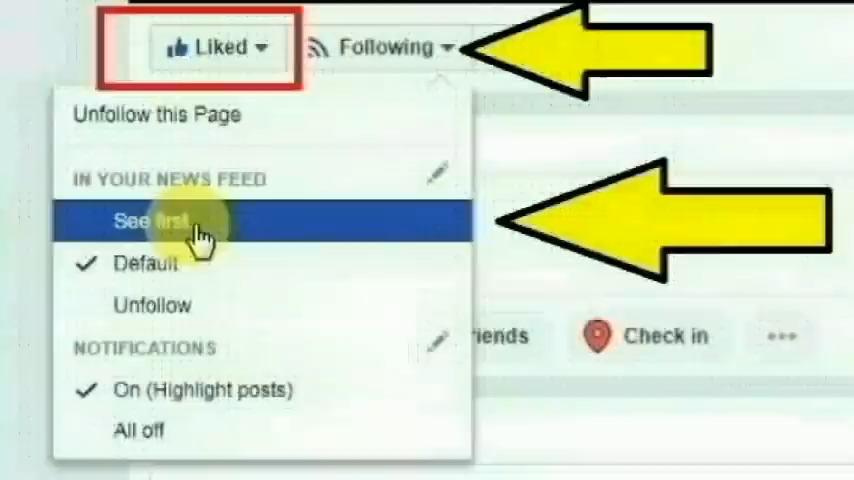 Liked Following
Unfollow this Page
IN YOUR NEWS FEED
See first
Default
Unfollow
riends Check in
NOTIFICATIONS
On (Highlight posts)
All off